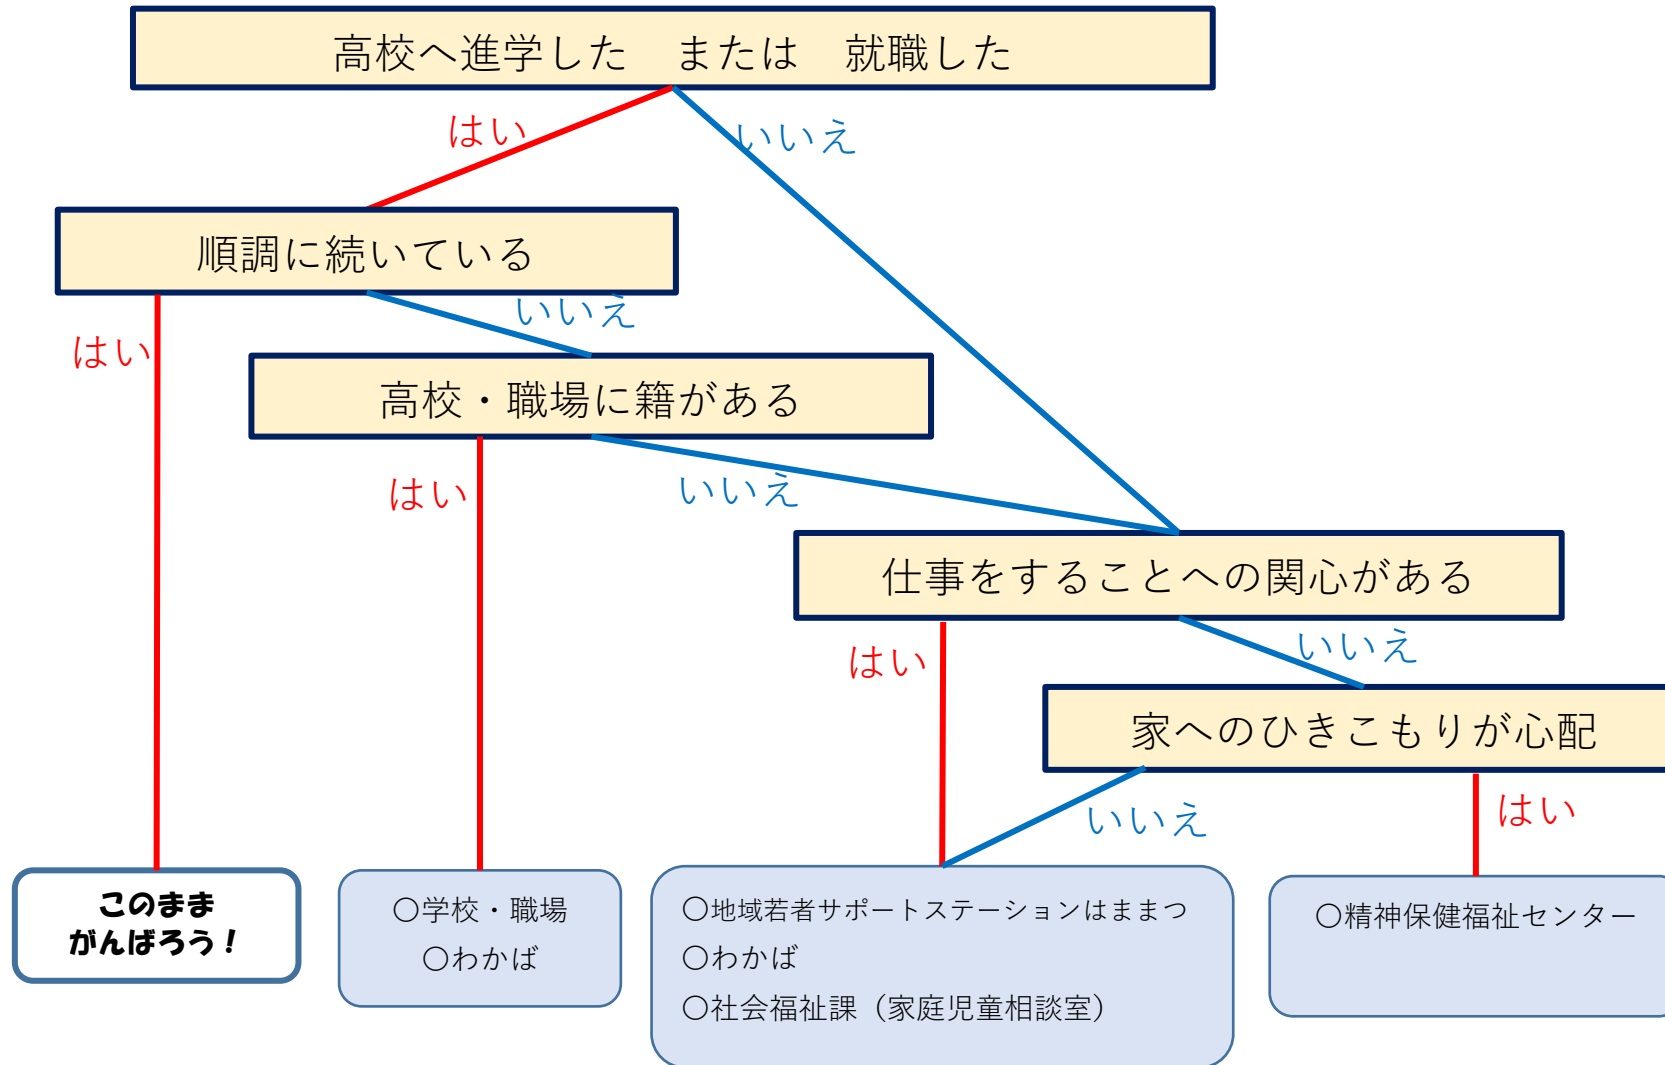 高校へ進学した　または　就職した
はい
いいえ
順調に続いている
いいえ
はい
高校・職場に籍がある
はい
いいえ
仕事をすることへの関心がある
はい
いいえ
家へのひきこもりが心配
いいえ
はい
このまま
がんばろう！
〇学校・職場
〇わかば
〇地域若者サポートステーションはままつ
〇わかば
〇社会福祉課（家庭児童相談室）
〇精神保健福祉センター